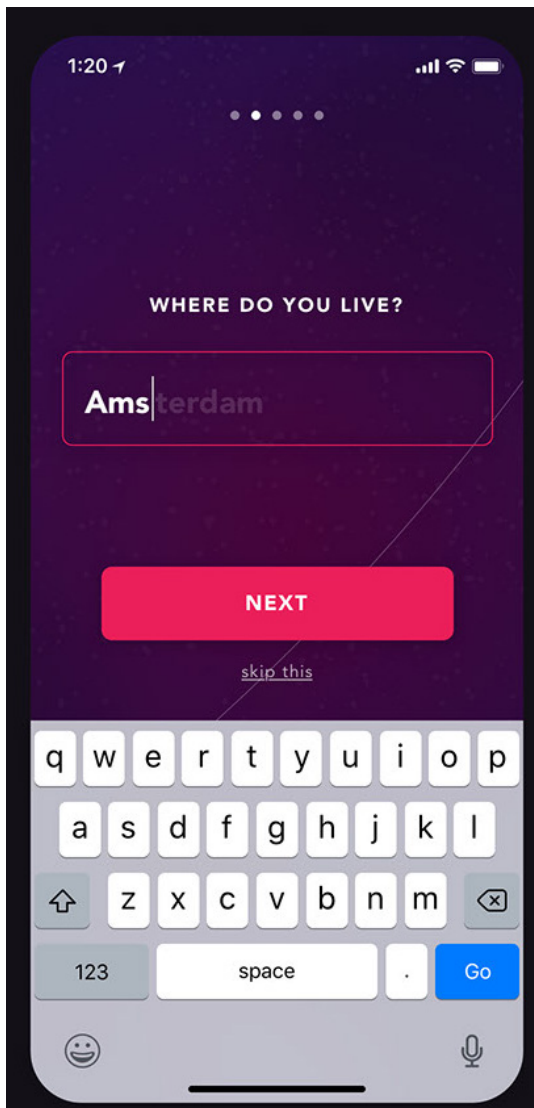 1:20
WHERE DO YOU LIVE?
Amsterdam
NEXT
skip this
q w e r t y u i o p
a s d f g h j k l
z x c v b n m
123 space . Go